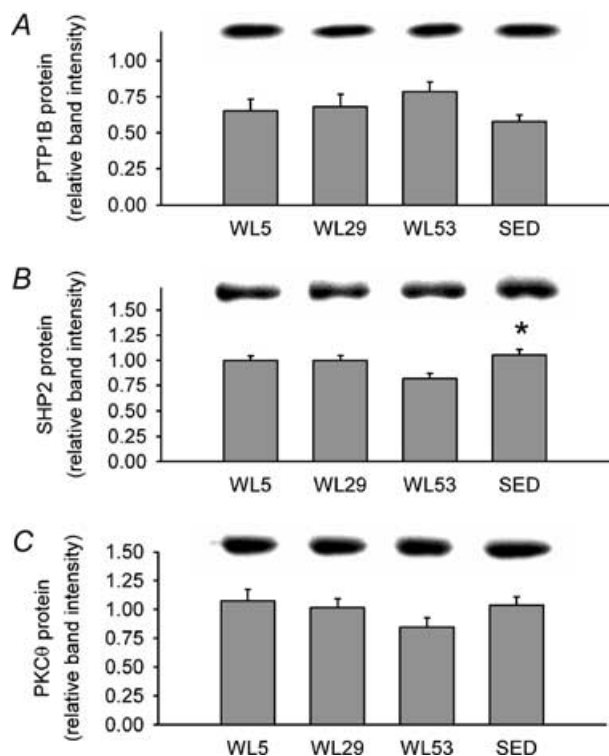 A
PTP1B protein
(relative band intensity)
1.00
0.75
0.50
0.25
0.00
WL5 WL29 WL53 SED
B
SHP2 protein
(relative band intensity)
1.50
1.25
1.00
0.75
0.50
0.25
0.00
*
WL5 WL29 WL53 SED
C
PKCθ protein
(relative band intensity)
1.50
1.25
1.00
0.75
0.50
0.25
0.00
WL5 WL29 WL53 SED